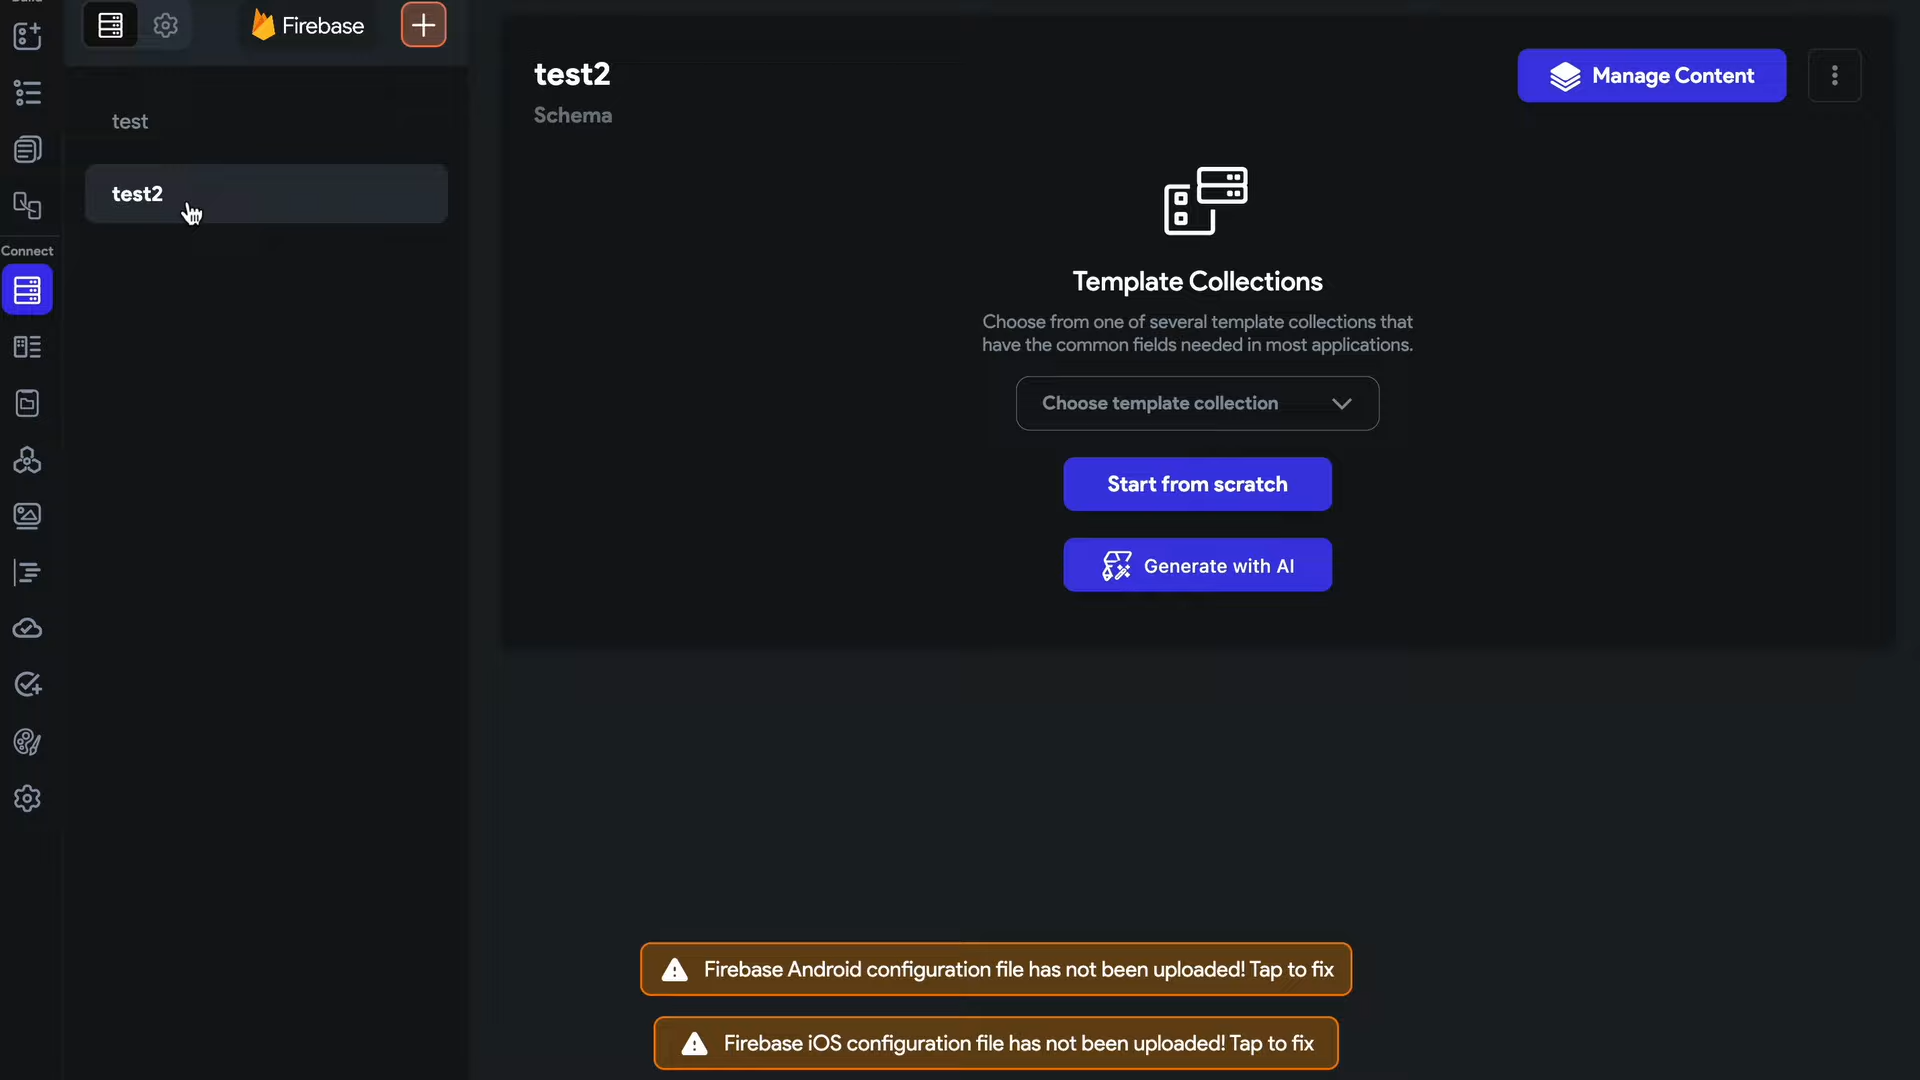 Firebase
test
test2
Connect
test2
Schema
Manage Content
Template Collections
Choose from one of several template collections that
have the common fields needed in most applications.
Choose template collection
Start from scratch
Generate with AI
Firebase Android configuration file has not been uploaded! Tap to fix
Firebase iOS configuration file has not been uploaded! Tap to fix